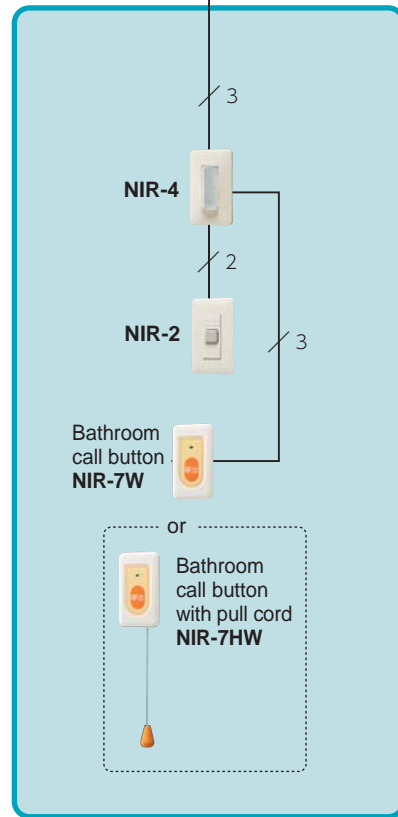 3
NIR-4
2
NIR-2
3
Bathroom
call button
NIR-7W
or
Bathroom
call button
with pull cord
NIR-7HW